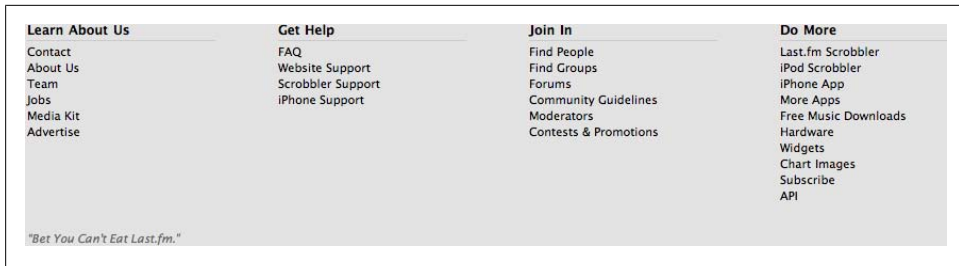 Learn About Us
Contact
About Us
Team
Jobs
Media Kit
Advertise
Get Help
FAQ
Website Support
Scrobbler Support
iPhone Support
Join In
Find People
Find Groups
Forums
Community Guidelines
Moderators
Contests & Promotions
Do More
Last.fm Scrobbler
iPod Scrobbler
iPhone App
More Apps
Free Music Downloads
Hardware
Widgets
Chart Images
Subscribe
API
"Bet You Can't Eat Last.fm."